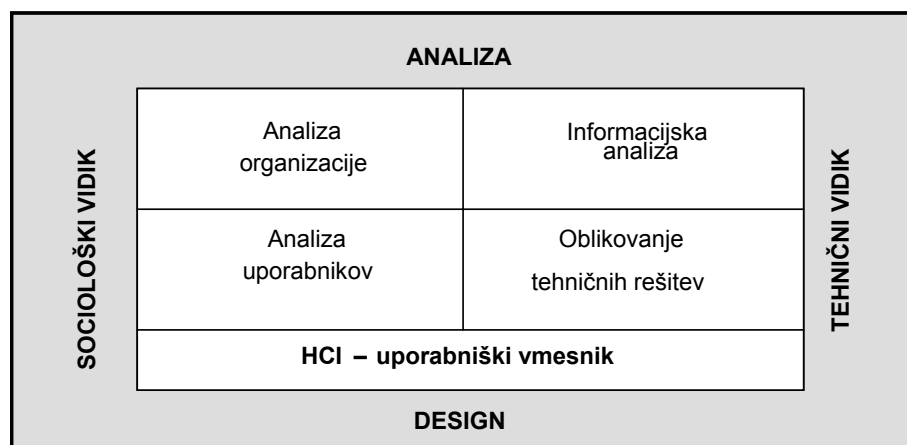 ANALIZA
SOCIOLOŠKI VIDIK
Analiza
organizacije
Informacijska
analiza
Analiza
uporabnikov
Oblikovanje
tehničnih rešitev
TEHNIČNI VIDIK
HCI – uporabniški vmesnik
DESIGN